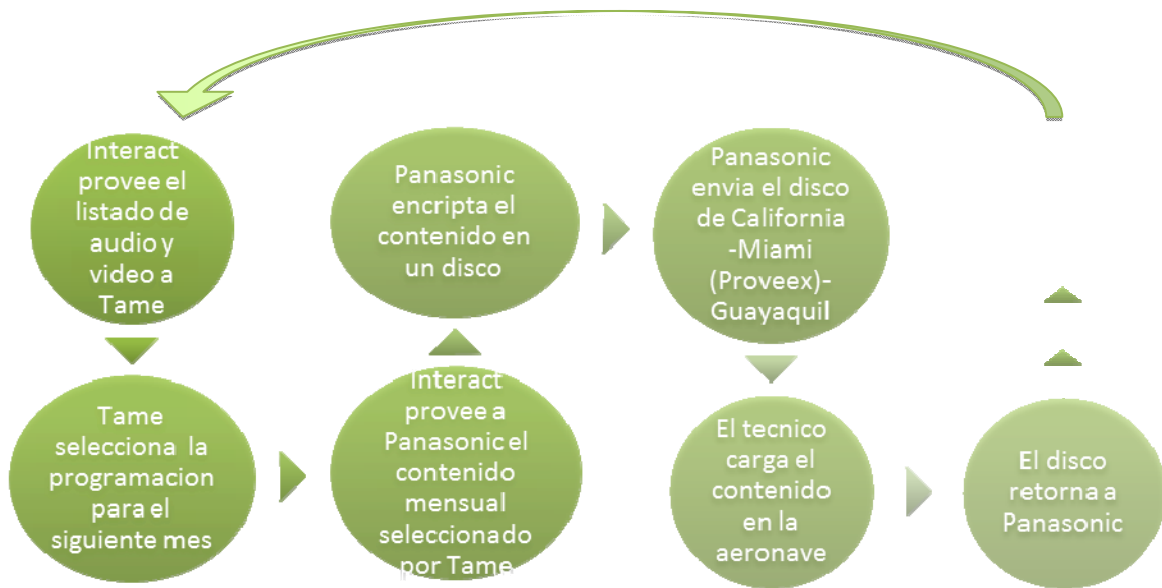 Interact
provee el
listado de
audio y
video a
Tame
Tame
selecciona la
programacion
para el
siguiente mes
Interact
provee a
Panasonic el
contenido
mensual
seleccionado
por Tame
Panasonic
encripta el
contenido en
un disco
Panasonic
envia el disco
de California
-Miami
(Proveex)-
Guayaquil
El tecnico
carga el
contenido
en la
aeronave
El disco
retorna a
Panasonic